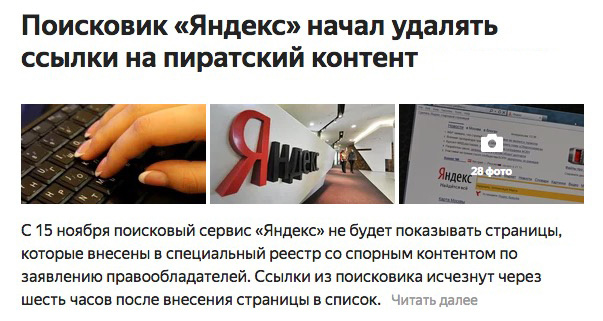 Поисковик «Яндекс» начал удалять
ссылки на пиратский контент
Яндекс
Яндекс
28 фото
С 15 ноября поисковый сервис «Яндекс» не будет показывать страницы,
которые внесены в специальный реестр со спорным контентом по
заявлению правообладателей. Ссылки из поисковика исчезнут через
шесть часов после внесения страницы в список. Читать далее